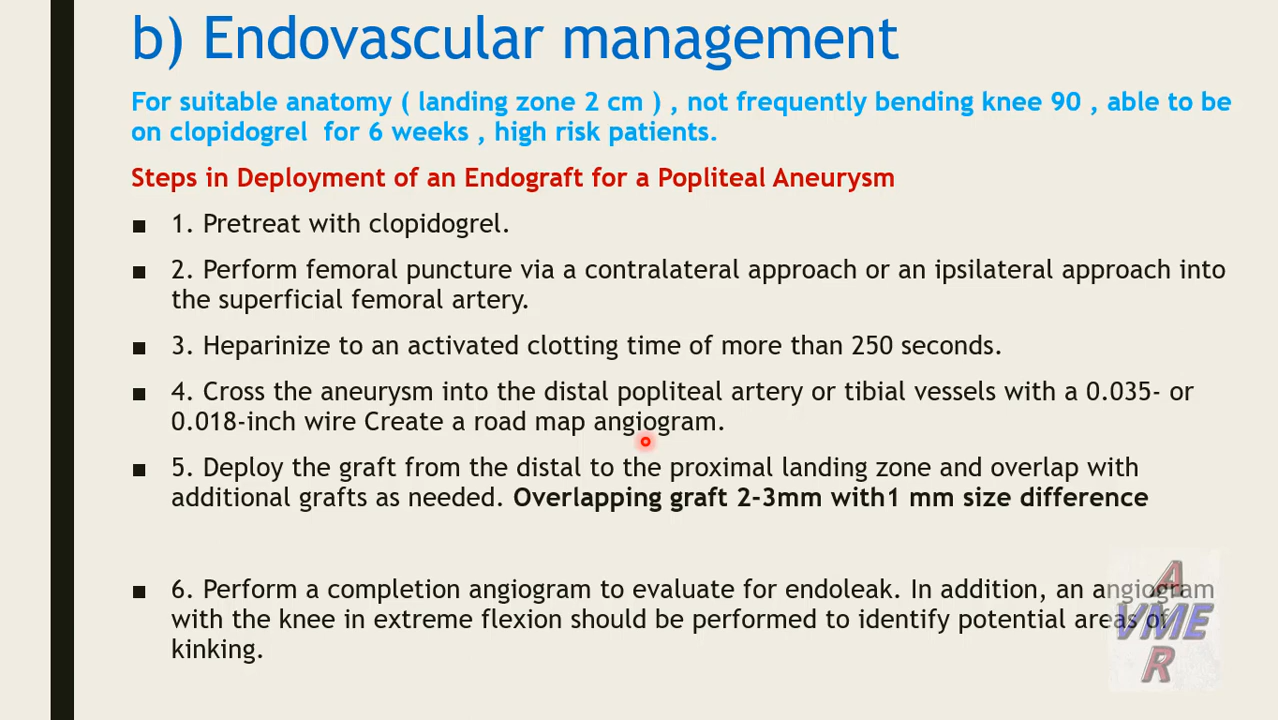 b) Endovascular management
For suitable anatomy ( landing zone 2 cm ) , not frequently bending knee 90 , able to be
on clopidogrel for 6 weeks , high risk patients.
Steps in Deployment of an Endograft for a Popliteal Aneurysm
■ 1. Pretreat with clopidogrel.
■ 2. Perform femoral puncture via a contralateral approach or an ipsilateral approach into
the superficial femoral artery.
■ 3. Heparinize to an activated clotting time of more than 250 seconds.
■ 4. Cross the aneurysm into the distal popliteal artery or tibial vessels with a 0.035- or
0.018-inch wire Create a road map angiogram.
■ 5. Deploy the graft from the distal to the proximal landing zone and overlap with
additional grafts as needed. Overlapping graft 2-3mm with1 mm size difference
■ 6. Perform a completion angiogram to evaluate for endoleak. In addition, an angiogram
with the knee in extreme flexion should be performed to identify potential areas of
kinking.
A
VME
R